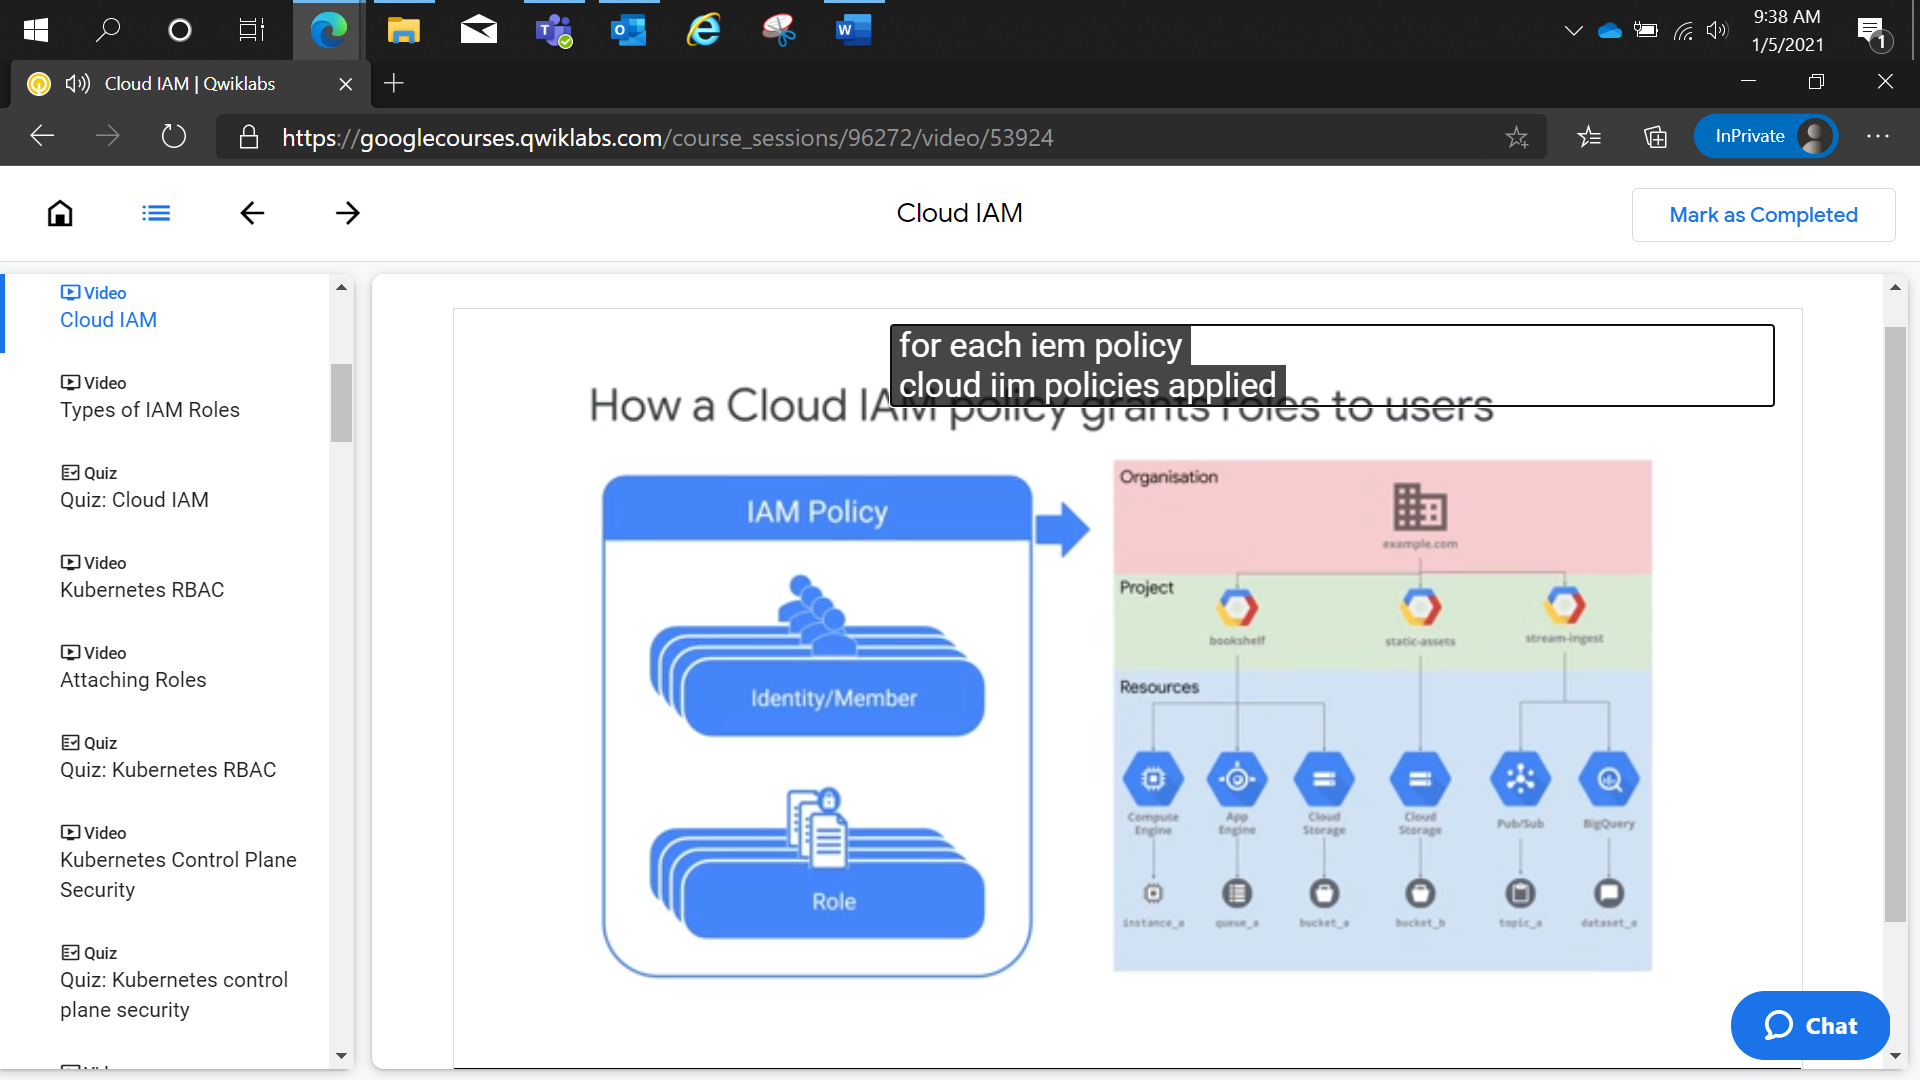 9:38 AM
1/5/2021
1
Cloud IAM | Qwiklabs
https://googlecourses.qwiklabs.com/course_sessions/96272/video/53924
InPrivate
Cloud IAM
Mark as Completed
Video
Cloud IAM
Video
Types of IAM Roles
Quiz
Quiz: Cloud IAM
Video
Kubernetes RBAC
Video
Attaching Roles
Quiz
Quiz: Kubernetes RBAC
Video
Kubernetes Control Plane
Security
Quiz
Quiz: Kubernetes control
plane security
for each iem policy
cloud iim policies applied
How a Cloud IAM policy grants roles to users
IAM Policy
Identity/Member
Role
Organisation
example.com
Project
bookshelf
static-assets
stream-ingest
Resources
Compute
Engine
App
Engine
Cloud
Storage
Cloud
Storage
Pub/Sub
BigQuery
instance_a
queue_a
bucket_a
bucket_b
topic_a
dataset_a
Chat